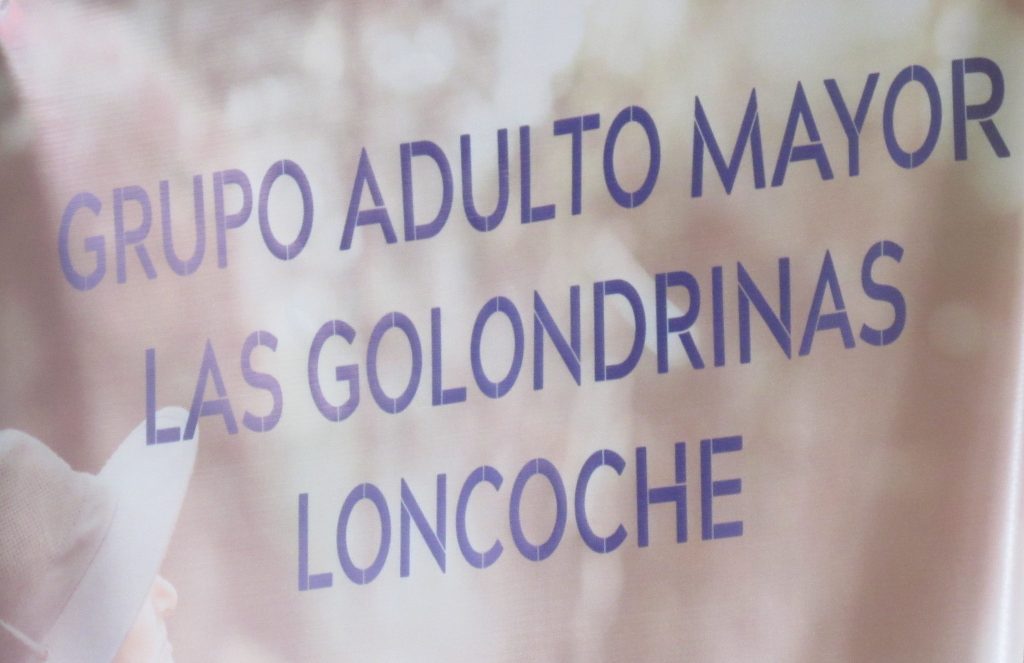 GRUPO ADULTO MAYOR
LAS GOLONDRINAS
LONCOCHE